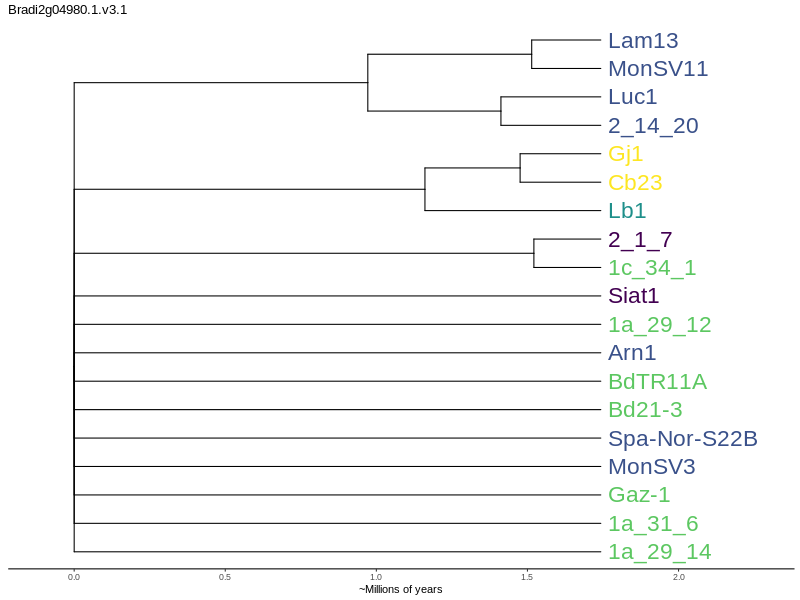 Bradi2g04980.1.v3.1
Lam13
MonSV11
Luc1
2_14_20
Gj1
Cb23
Lb1
2_1_7
1c_34_1
Siat1
1a_29_12
Arn1
BdTR11A
Bd21-3
Spa-Nor-S22B
MonSV3
Gaz-1
1a_31_6
1a_29_14
0.0 0.5 1.0 1.5 2.0
~Millions of years